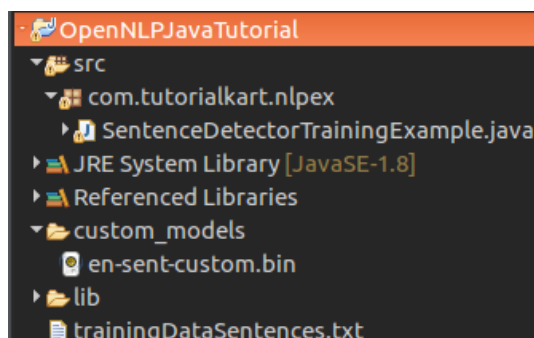 OpenNLPJavaTutorial
src
com.tutorialkart.nlpex
SentenceDetectorTrainingExample.java
JRE System Library [JavaSE-1.8]
Referenced Libraries
custom_models
en-sent-custom.bin
lib
trainingDataSentences.txt